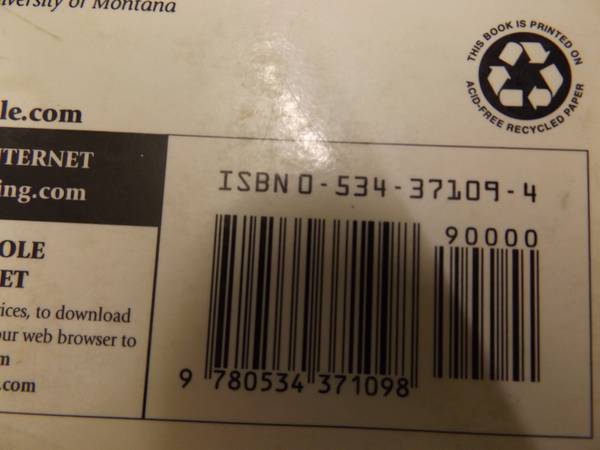 University of Montana
THIS BOOK IS PRINTED ON
ACID-FREE RECYCLED PAPER
le.com
TERNET
ing.com
ISBN 0-534-37109-4
90000
OLE
ET
ices, to download
ur web browser to
m
.com
9 780534 371098